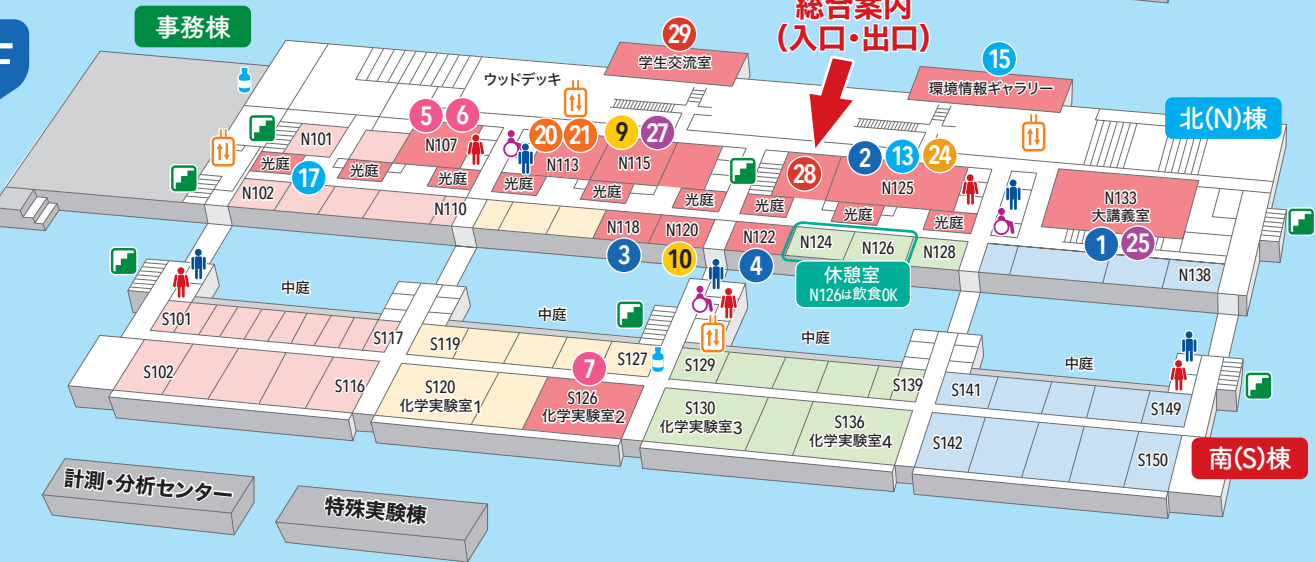 事務棟
F
総合案内
(入口・出口)
29
学生交流室
ウッドデッキ
15
環境情報ギャラリー
北(N)棟
5
6
N107
N101
光庭
17
N102
光庭
光庭
N110
20
21
N113
9
27
N115
光庭
光庭
光庭
28
2
13
24
N125
光庭
光庭
光庭
光庭
N133
大講義室
1
25
N118
3
N120
10
N122
4
N124
N126
N128
N138
休憩室
N126は飲食OK
中庭
中庭
中庭
中庭
S101
S117
S102
S116
S119
S127
S120
化学実験室1
7
S126
化学実験室2
S129
S139
S130
化学実験室3
S136
化学実験室4
S141
S149
S142
S150
南(S)棟
計測・分析センター
特殊実験棟